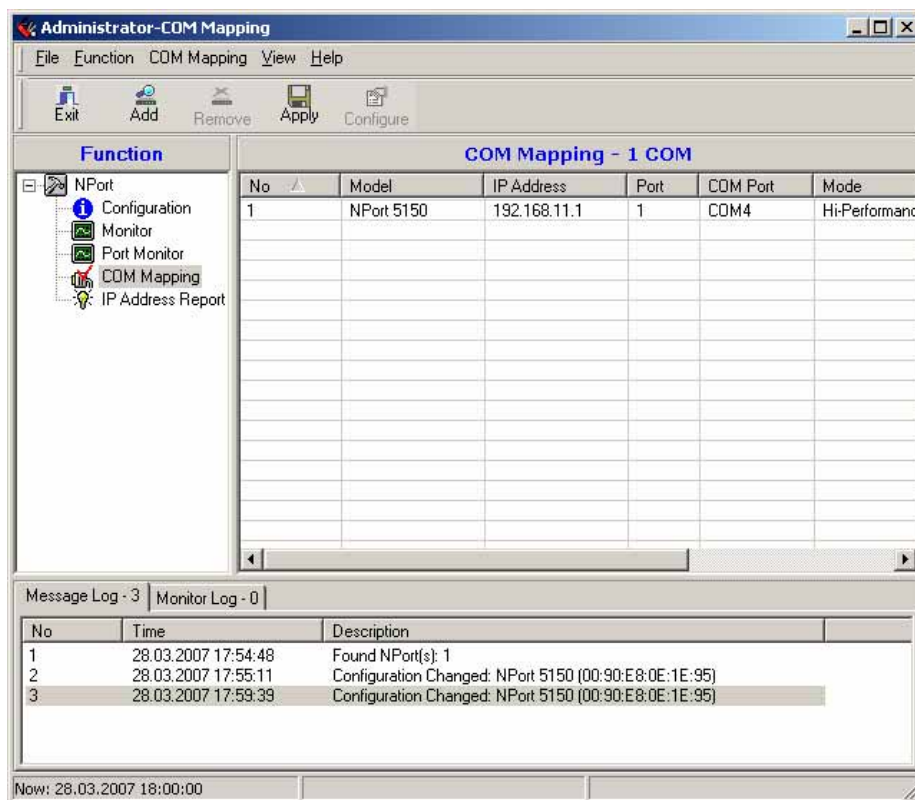 Administrator-COM Mapping
File Function COM Mapping View Help
Exit Add Remove Apply Configure
Function
COM Mapping - 1 COM
NPort
Configuration
Monitor
Port Monitor
COM Mapping
IP Address Report
No Model IP Address Port COM Port Mode
1 NPort 5150 192.168.11.1 1 COM4 Hi-Performanc
Message Log - 3 Monitor Log - 0
No Time Description
1 28.03.2007 17:54:48 Found NPort(s): 1
2 28.03.2007 17:55:11 Configuration Changed: NPort 5150 (00:90:E8:0E:1E:95)
3 28.03.2007 17:59:39 Configuration Changed: NPort 5150 (00:90:E8:0E:1E:95)
Now: 28.03.2007 18:00:00